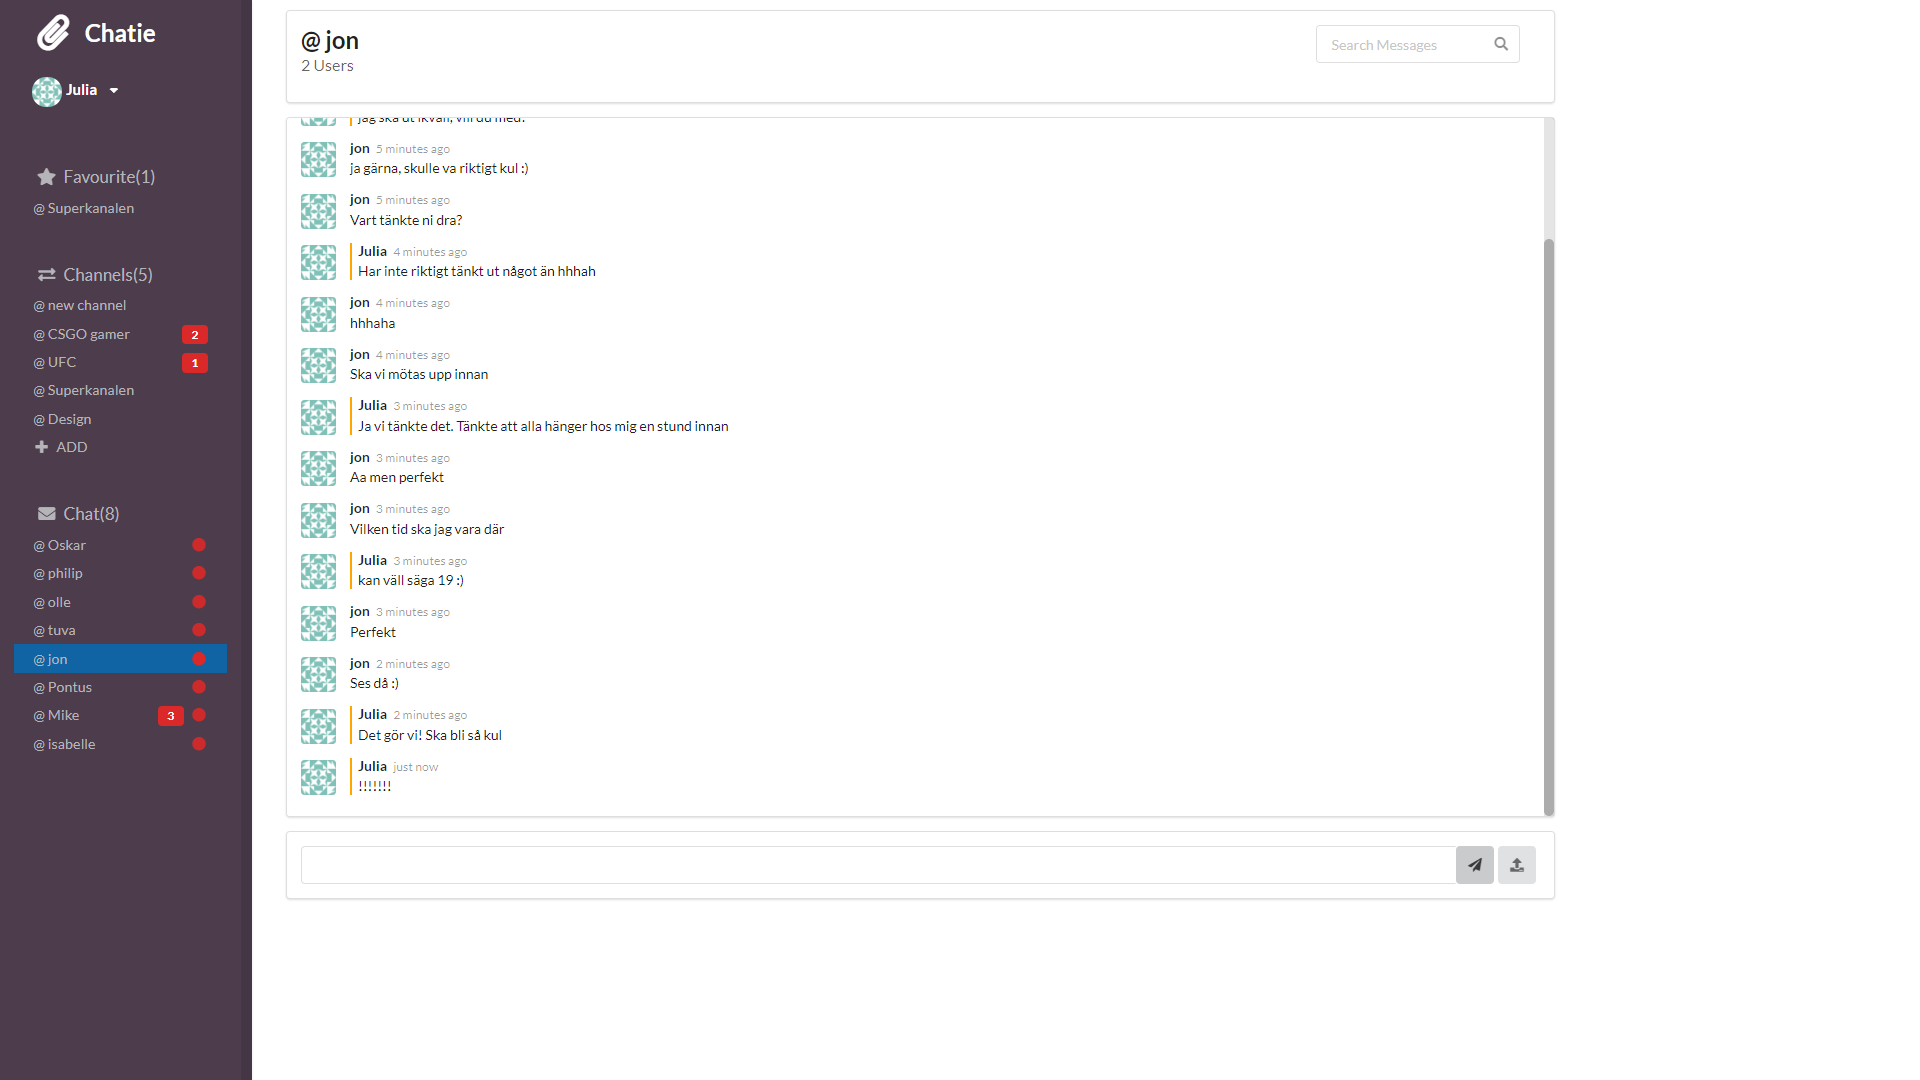 Chatie
Julia
Favourite(1)
@ Superkanalen
Channels(5)
@ new channel
@ CSGO gamer 2
@ UFC 1
@ Superkanalen
@ Design
ADD
Chat(8)
@ Oskar
@ philip
@ olle
@ tuva
@ jon
@ Pontus
@ Mike 3
@ isabelle
@ jon
2 Users
Search Messages
jag ska ut ikväll, vill du med?
jon 5 minutes ago
ja gärna, skulle va riktigt kul :)
jon 5 minutes ago
Vart tänkte ni dra?
Julia 4 minutes ago
Har inte riktigt tänkt ut något än hhhah
jon 4 minutes ago
hhhaha
jon 4 minutes ago
Ska vi mötas upp innan
Julia 3 minutes ago
Ja vi tänkte det. Tänkte att alla hänger hos mig en stund innan
jon 3 minutes ago
Aa men perfekt
jon 3 minutes ago
Vilken tid ska jag vara där
Julia 3 minutes ago
kan väll säga 19 :)
jon 3 minutes ago
Perfekt
jon 2 minutes ago
Ses då :)
Julia 2 minutes ago
Det gör vi! Ska bli så kul
Julia just now
!!!!!!!